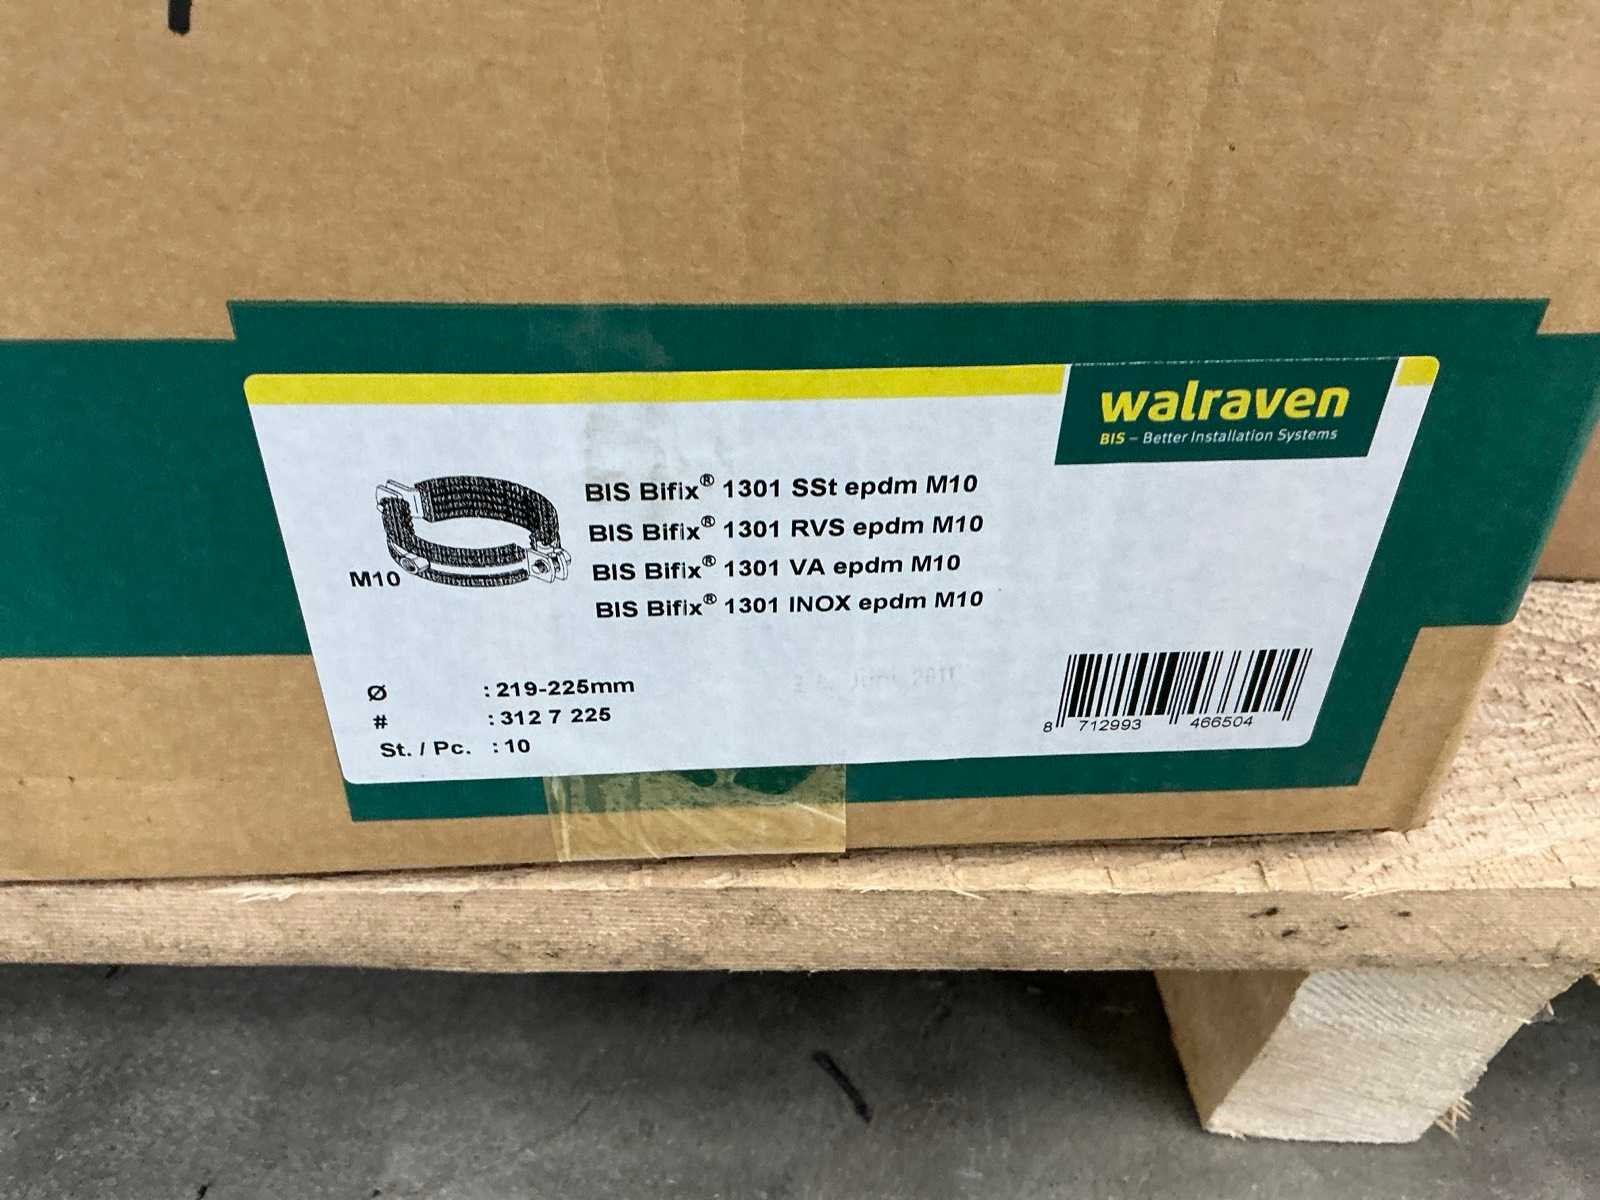 walraven
BIS – Better Installation Systems
BIS Bifix® 1301 SSt epdm M10
BIS Bifix® 1301 RVS epdm M10
BIS Bifix® 1301 VA epdm M10
BIS Bifix® 1301 INOX epdm M10
M10
Ø : 219-225mm
# : 312 7 225
St. / Pc. : 10
8 712993 466504